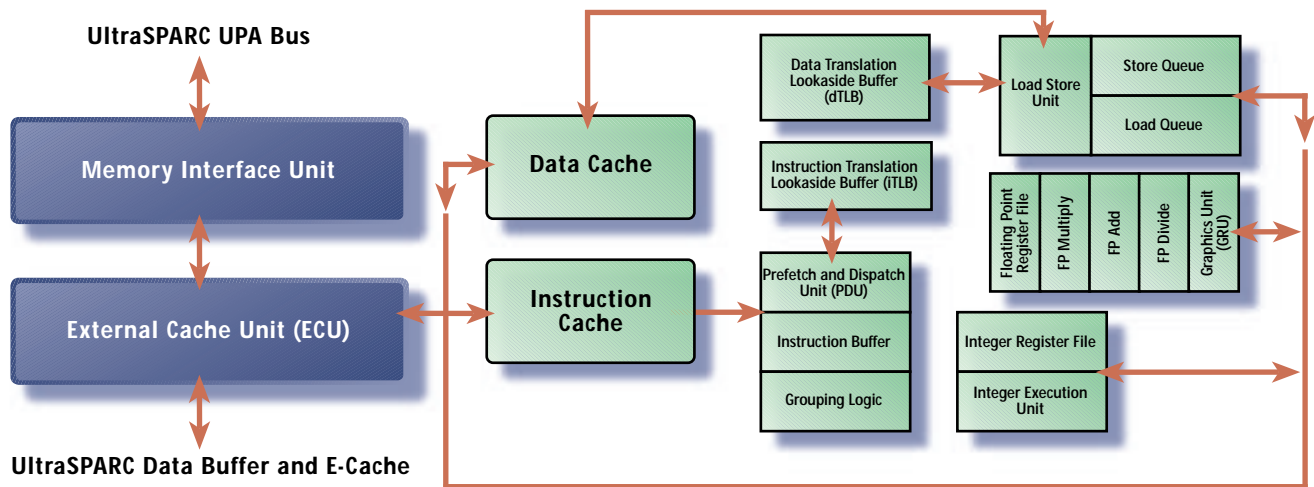 UltraSPARC UPA Bus
Memory Interface Unit
External Cache Unit (ECU)
UltraSPARC Data Buffer and E-Cache
Data Cache
Instruction
Cache
Data Translation
Lookaside Buffer
(dTLB)
Instruction Translation
Lookaside Buffer (iTLB)
Prefetch and Dispatch
Unit (PDU)
Instruction Buffer
Grouping Logic
Load Store
Unit
Store Queue
Load Queue
Floating Point
Register File
FP Multiply
FP Add
FP Divide
Graphics Unit
(GRU)
Integer Register File
Integer Execution
Unit